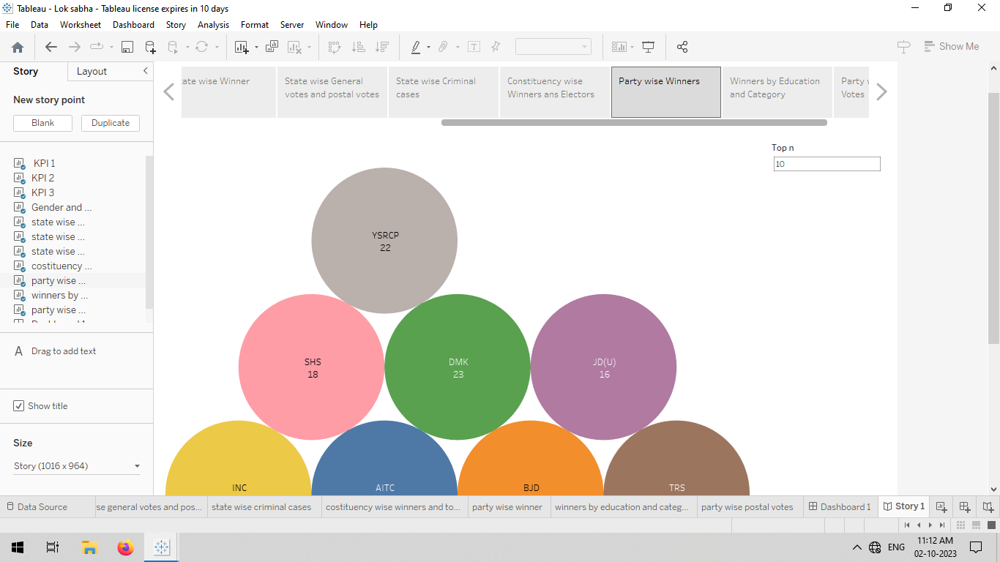 Tableau - Lok sabha - Tableau license expires in 10 days
File Data Worksheet Dashboard Story Analysis Format Server Window Help
Show Me
Story
Layout
New story point
Blank
Duplicate
KPI 1
KPI 2
KPI 3
Gender and ...
state wise ...
state wise ...
state wise ...
costituency ...
party wise ...
winners by ...
party wise ...
A Drag to add text
Show title
Size
Story (1016 x 964)
ate wise Winner
State wise General
votes and postal votes
State wise Criminal
cases
Constituency wise
Winners ans Electors
Party wise Winners
Winners by Education
and Category
Party
Votes
Top n
10
YSRCP
22
SHS
18
DMK
23
JD(U)
16
INC
AITC
BJD
TRS
Data Source
se general votes and pos...
state wise criminal cases
costituency wise winners and to...
party wise winner
winners by education and categ...
party wise postal votes
Dashboard 1
Story 1
ENG
11:12 AM
02-10-2023